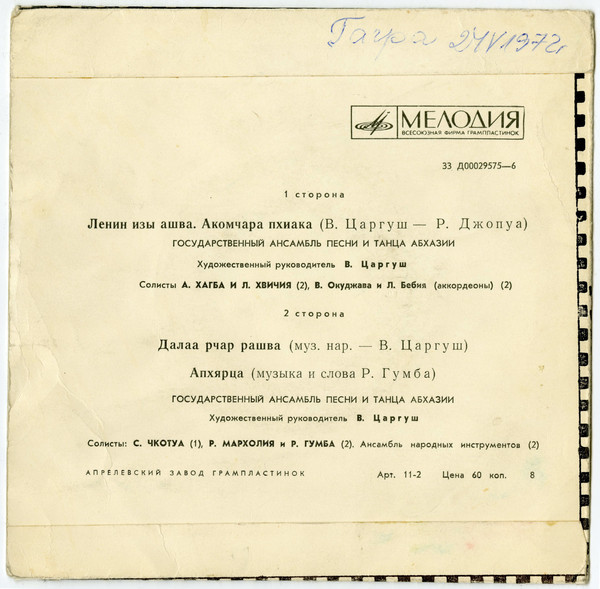 Гагра 24V1972г
МЕЛОДИЯ
ВСЕСОЮЗНАЯ ФИРМА ГРАМПЛАСТИНОК
33 Д00029575—6
1 сторона
Ленин изы ашва. Акомчара пхиака (В. Царгуш — Р. Джопуа)
ГОСУДАРСТВЕННЫЙ АНСАМБЛЬ ПЕСНИ И ТАНЦА АБХАЗИИ
Художественный руководитель В. Царгуш
Солисты А. ХАГБА И Л. ХВИЧИЯ (2), В. Окуджава и Л. Бебия (аккордеоны) (2)
2 сторона
Далаа рчар рашва (муз. нар. — В. Царгуш)
Апхярца (музыка и слова Р. Гумба)
ГОСУДАРСТВЕННЫЙ АНСАМБЛЬ ПЕСНИ И ТАНЦА АБХАЗИИ
Художественный руководитель В. Царгуш
Солисты: С. ЧКОТУА (1), Р. МАРХОЛИЯ и Р. ГУМБА (2). Ансамбль народных инструментов (2)
АПРЕЛЕВСКИЙ ЗАВОД ГРАМПЛАСТИНОК Арт. 11-2 Цена 60 коп. 8